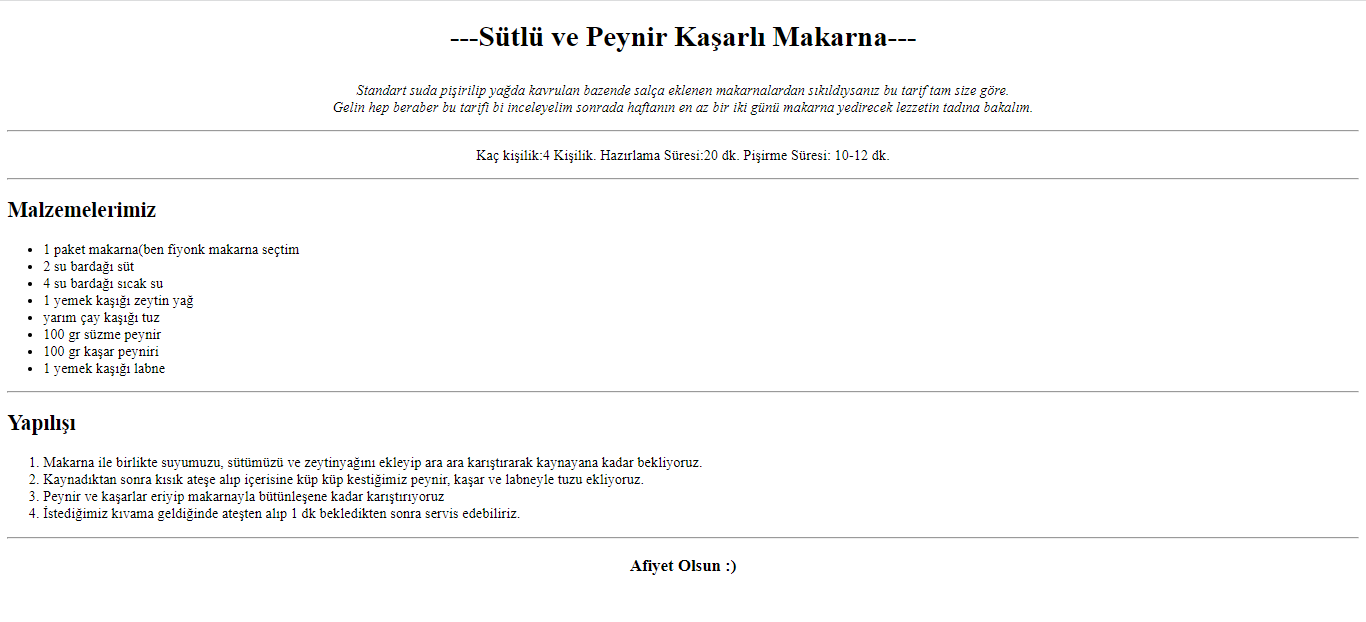 ---Sütlü ve Peynir Kaşarlı Makarna---
Standart suda pişirilip yağda kavrulan bazende salça eklenen makarnalardan sıkıldıysanız bu tarif tam size göre.
Gelin hep beraber bu tarifi bi inceleyelim sonrada haftanın en az bir iki günü makarna yedirecek lezzetin tadına bakalım.
Kaç kişilik:4 Kişilik. Hazırlama Süresi:20 dk. Pişirme Süresi: 10-12 dk.
Malzemelerimiz
• 1 paket makarna(ben fiyonk makarna seçtim
• 2 su bardağı süt
• 4 su bardağı sıcak su
• 1 yemek kaşığı zeytin yağ
• yarım çay kaşığı tuz
• 100 gr süzme peynir
• 100 gr kaşar peyniri
• 1 yemek kaşığı labne
Yapılışı
1. Makarna ile birlikte suyumuzu, sütümüzü ve zeytinyağını ekleyip ara ara karıştırarak kaynayana kadar bekliyoruz.
2. Kaynadıktan sonra kısık ateşe alıp içerisine küp küp kestiğimiz peynir, kaşar ve labneyle tuzu ekliyoruz.
3. Peynir ve kaşarlar eriyip makarnayla bütünleşene kadar karıştırıyoruz
4. İstediğimiz kıvama geldiğinde ateşten alıp 1 dk bekledikten sonra servis edebiliriz.
Afiyet Olsun :)